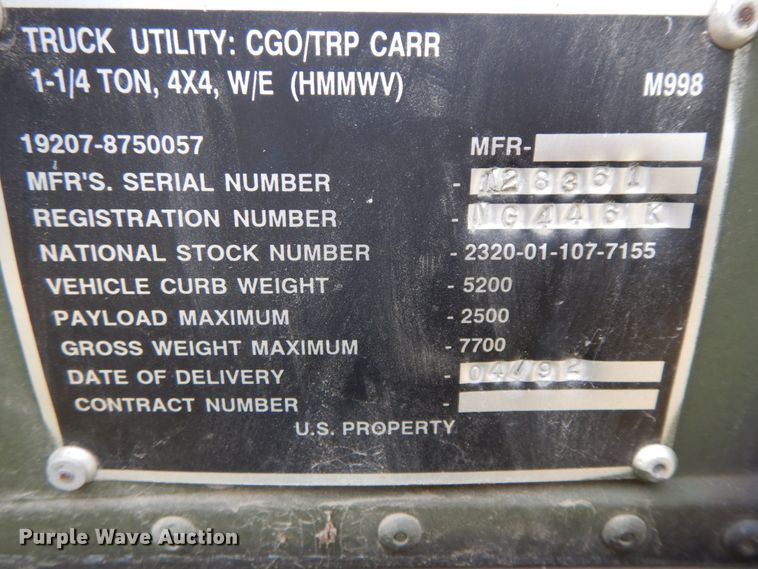 TRUCK UTILITY: CGO/TRP CARR
1-1/4 TON, 4X4, W/E (HMMWV) M998
19207-8750057 MFR-
MFR'S. SERIAL NUMBER - 128361
REGISTRATION NUMBER - NG446K
NATIONAL STOCK NUMBER - 2320-01-107-7155
VEHICLE CURB WEIGHT - 5200
PAYLOAD MAXIMUM - 2500
GROSS WEIGHT MAXIMUM - 7700
DATE OF DELIVERY - 04/92
CONTRACT NUMBER -
U.S. PROPERTY
Purple Wave Auction